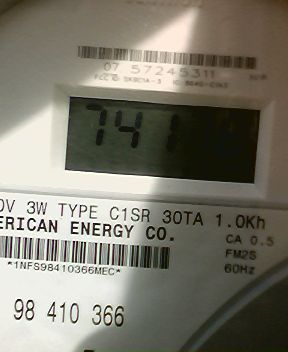 07 57245311
741
0V 3W TYPE C1SR 30TA 1.0Kh
ERICAN ENERGY CO.
CA 0.5
FM2S
*1NFS98410366MEC*
60Hz
98 410 366